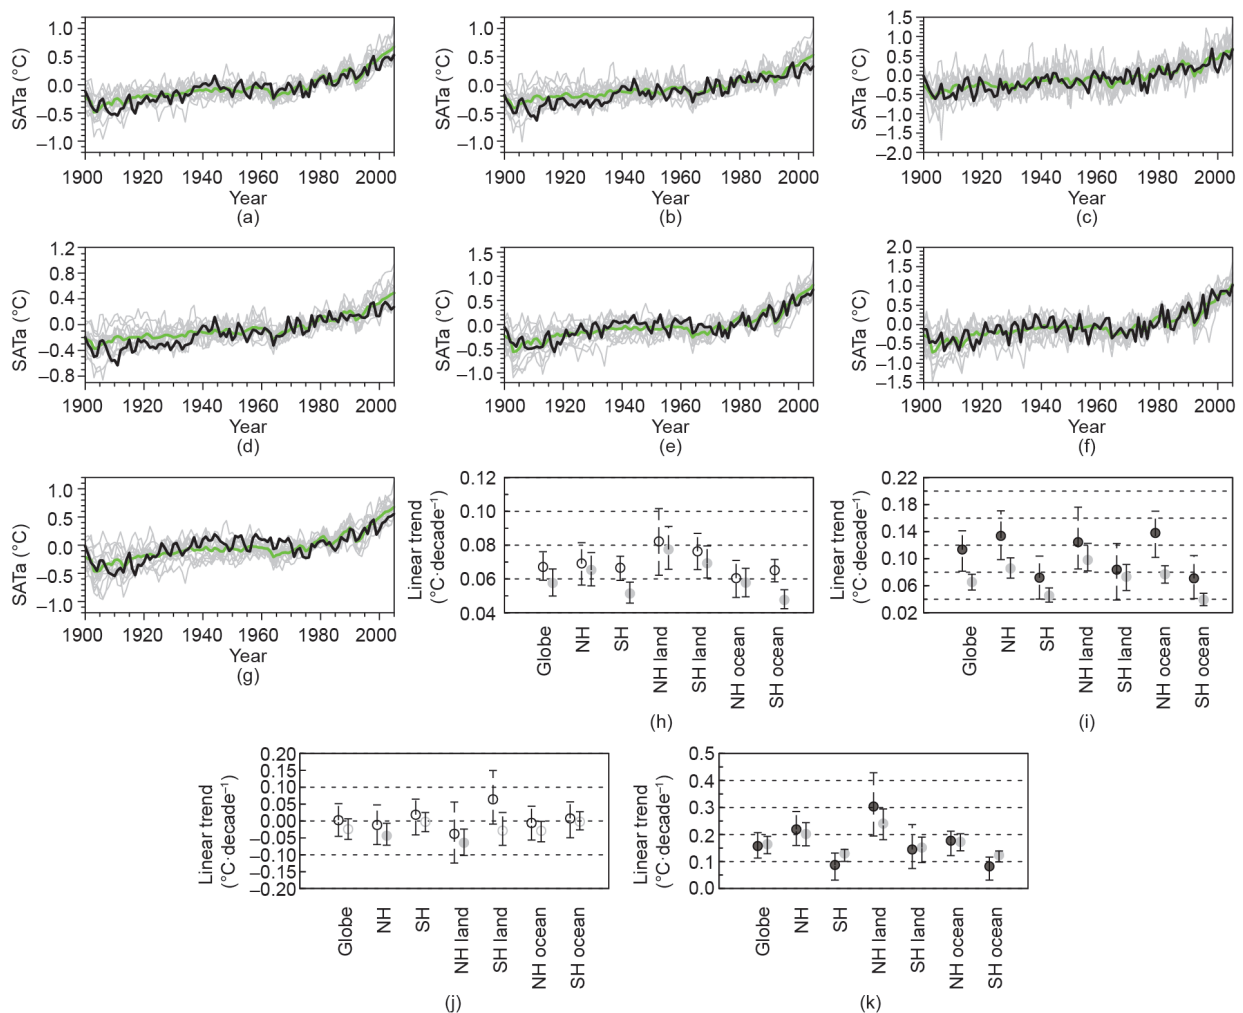 SATa (°C)
1.0
0.5
0.0
–0.5
–1.0
1900 1920 1940 1960 1980 2000
Year
(a)
SATa (°C)
1.0
0.5
0.0
–0.5
–1.0
1900 1920 1940 1960 1980 2000
Year
(b)
SATa (°C)
1.5
1.0
0.5
0.0
–0.5
–1.0
–1.5
–2.0
1900 1920 1940 1960 1980 2000
Year
(c)
SATa (°C)
1.2
0.8
0.4
0.0
–0.4
–0.8
1900 1920 1940 1960 1980 2000
Year
(d)
SATa (°C)
1.5
1.0
0.5
0.0
–0.5
–1.0
1900 1920 1940 1960 1980 2000
Year
(e)
SATa (°C)
2.0
1.5
1.0
0.5
0.0
–0.5
–1.0
–1.5
1900 1920 1940 1960 1980 2000
Year
(f)
SATa (°C)
1.0
0.5
0.0
–0.5
–1.0
1900 1920 1940 1960 1980 2000
Year
(g)
Linear trend
(°C·decade⁻¹)
0.12
0.10
0.08
0.06
0.04
Globe
NH
SH
NH land
SH land
NH ocean
SH ocean
(h)
Linear trend
(°C·decade⁻¹)
0.22
0.18
0.14
0.10
0.06
0.02
Globe
NH
SH
NH land
SH land
NH ocean
SH ocean
(i)
Linear trend
(°C·decade⁻¹)
0.20
0.15
0.10
0.05
0.00
–0.05
–0.10
–0.15
–0.20
Globe
NH
SH
NH land
SH land
NH ocean
SH ocean
(j)
Linear trend
(°C·decade⁻¹)
0.5
0.4
0.3
0.2
0.1
0.0
Globe
NH
SH
NH land
SH land
NH ocean
SH ocean
(k)